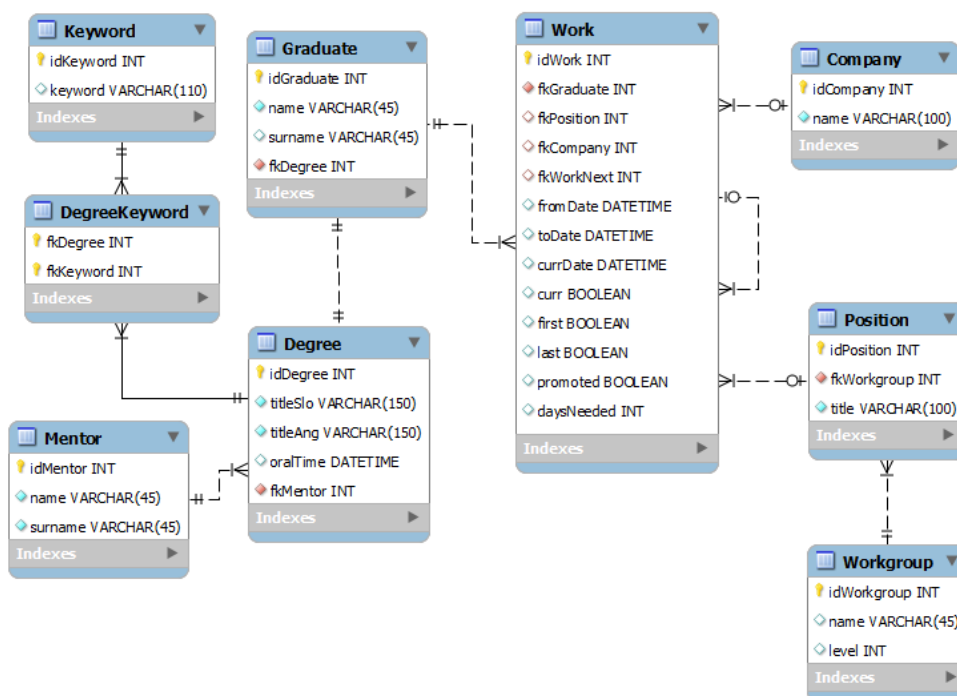 Keyword
idKeyword INT
keyword VARCHAR(110)
Indexes
Graduate
idGraduate INT
name VARCHAR(45)
surname VARCHAR(45)
fkDegree INT
Indexes
Work
idWork INT
fkGraduate INT
fkPosition INT
fkCompany INT
fkWorkNext INT
fromDate DATETIME
toDate DATETIME
currDate DATETIME
curr BOOLEAN
first BOOLEAN
last BOOLEAN
promoted BOOLEAN
daysNeeded INT
Indexes
Company
idCompany INT
name VARCHAR(100)
Indexes
DegreeKeyword
fkDegree INT
fkKeyword INT
Indexes
Degree
idDegree INT
titleSlo VARCHAR(150)
titleAng VARCHAR(150)
oralTime DATETIME
fkMentor INT
Indexes
Position
idPosition INT
fkWorkgroup INT
title VARCHAR(100)
Indexes
Mentor
idMentor INT
name VARCHAR(45)
surname VARCHAR(45)
Indexes
Workgroup
idWorkgroup INT
name VARCHAR(45)
level INT
Indexes